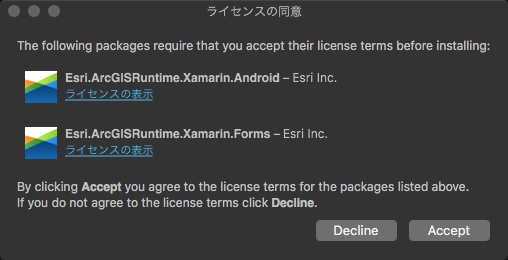 ライセンスの同意
The following packages require that you accept their license terms before installing:
Esri.ArcGISRuntime.Xamarin.Android – Esri Inc.
ライセンスの表示
Esri.ArcGISRuntime.Xamarin.Forms – Esri Inc.
ライセンスの表示
By clicking Accept you agree to the license terms for the packages listed above.
If you do not agree to the license terms click Decline.
Decline Accept